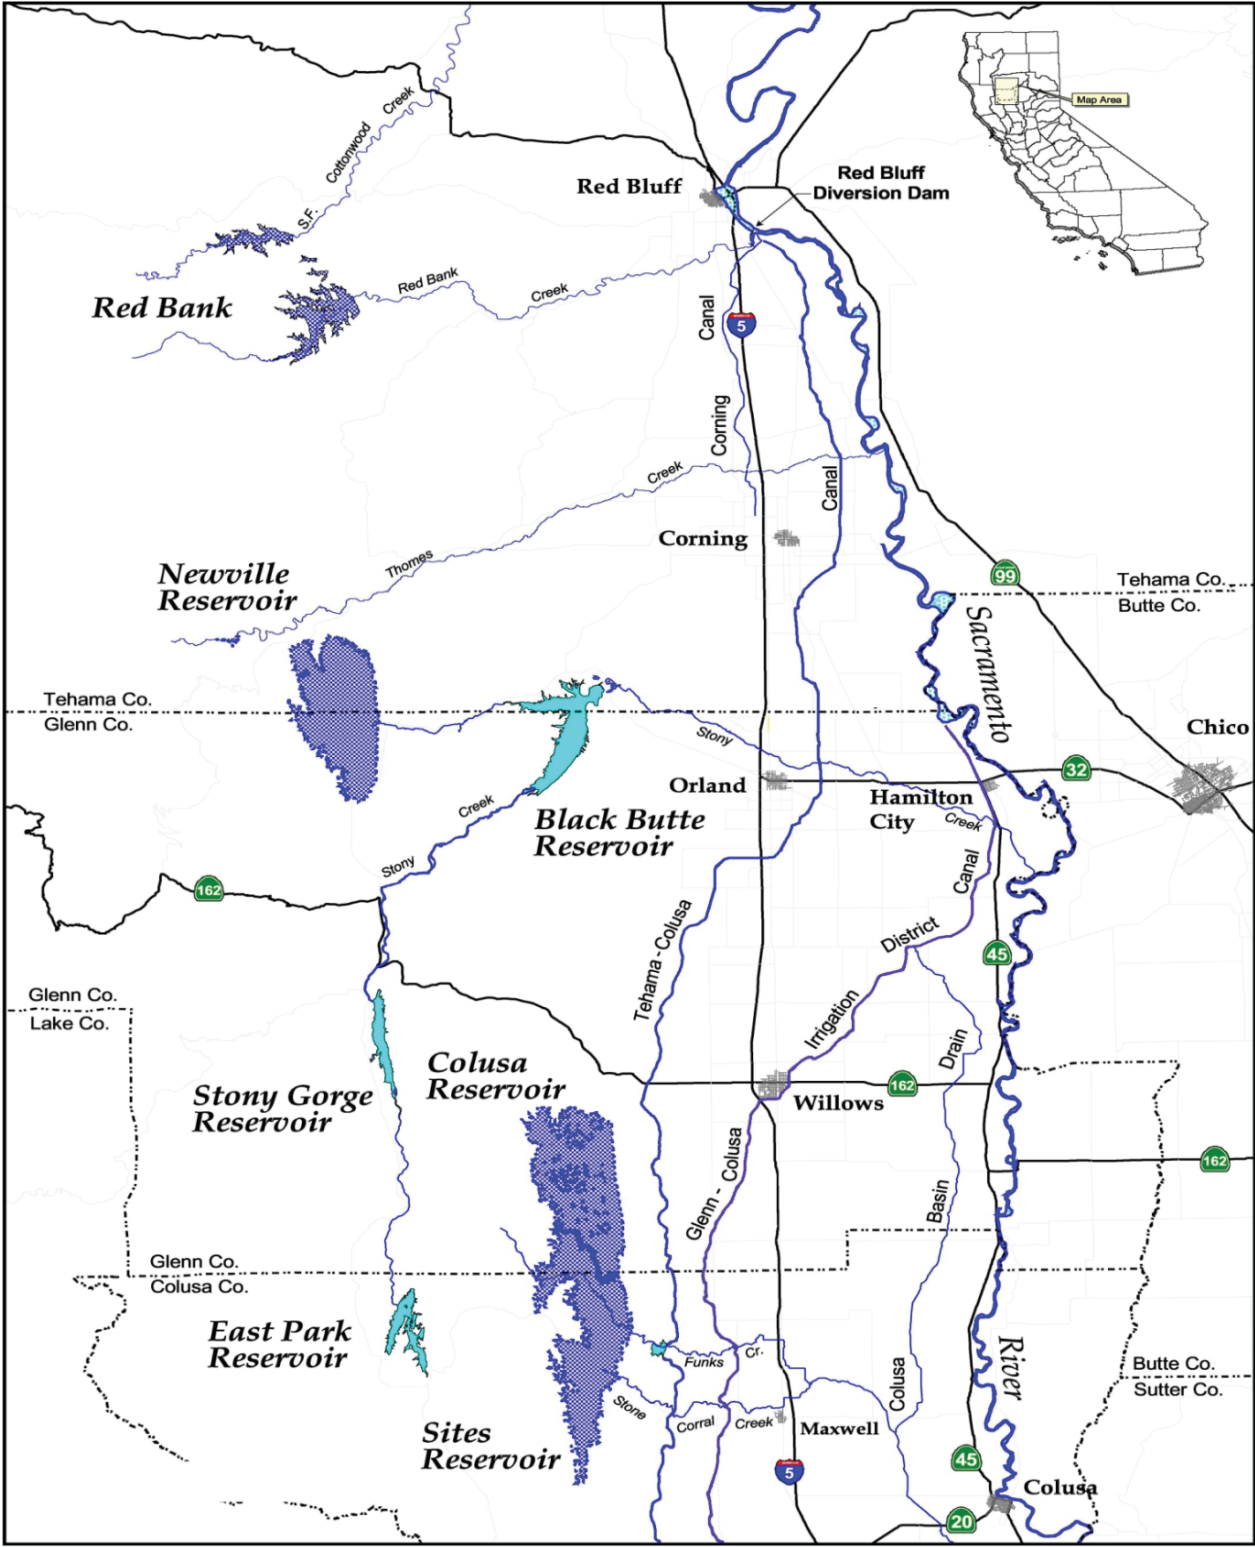 Creek
Cottonwood
S.F.
Map Area
Red Bluff
Red Bluff
Diversion Dam
Red Bank
Red Bank
Creek
Canal
5
Corning
Creek
Canal
Thomes
Corning
Newville
Reservoir
99
Tehama Co.
Butte Co.
Sacramento
Tehama Co.
Glenn Co.
Stony
Chico
32
Orland
Hamilton
City
Creek
Creek
Black Butte
Reservoir
Stony
162
Canal
District
Tehama-Colusa
45
Glenn Co.
Lake Co.
Irrigation
Drain
Colusa
Reservoir
Stony Gorge
Reservoir
162
Willows
Glenn - Colusa
162
Basin
Glenn Co.
Colusa Co.
East Park
Reservoir
Funks
Cr.
River
Butte Co.
Sutter Co.
Colusa
Stone
Corral
Creek
Maxwell
Sites
Reservoir
5
45
Colusa
20